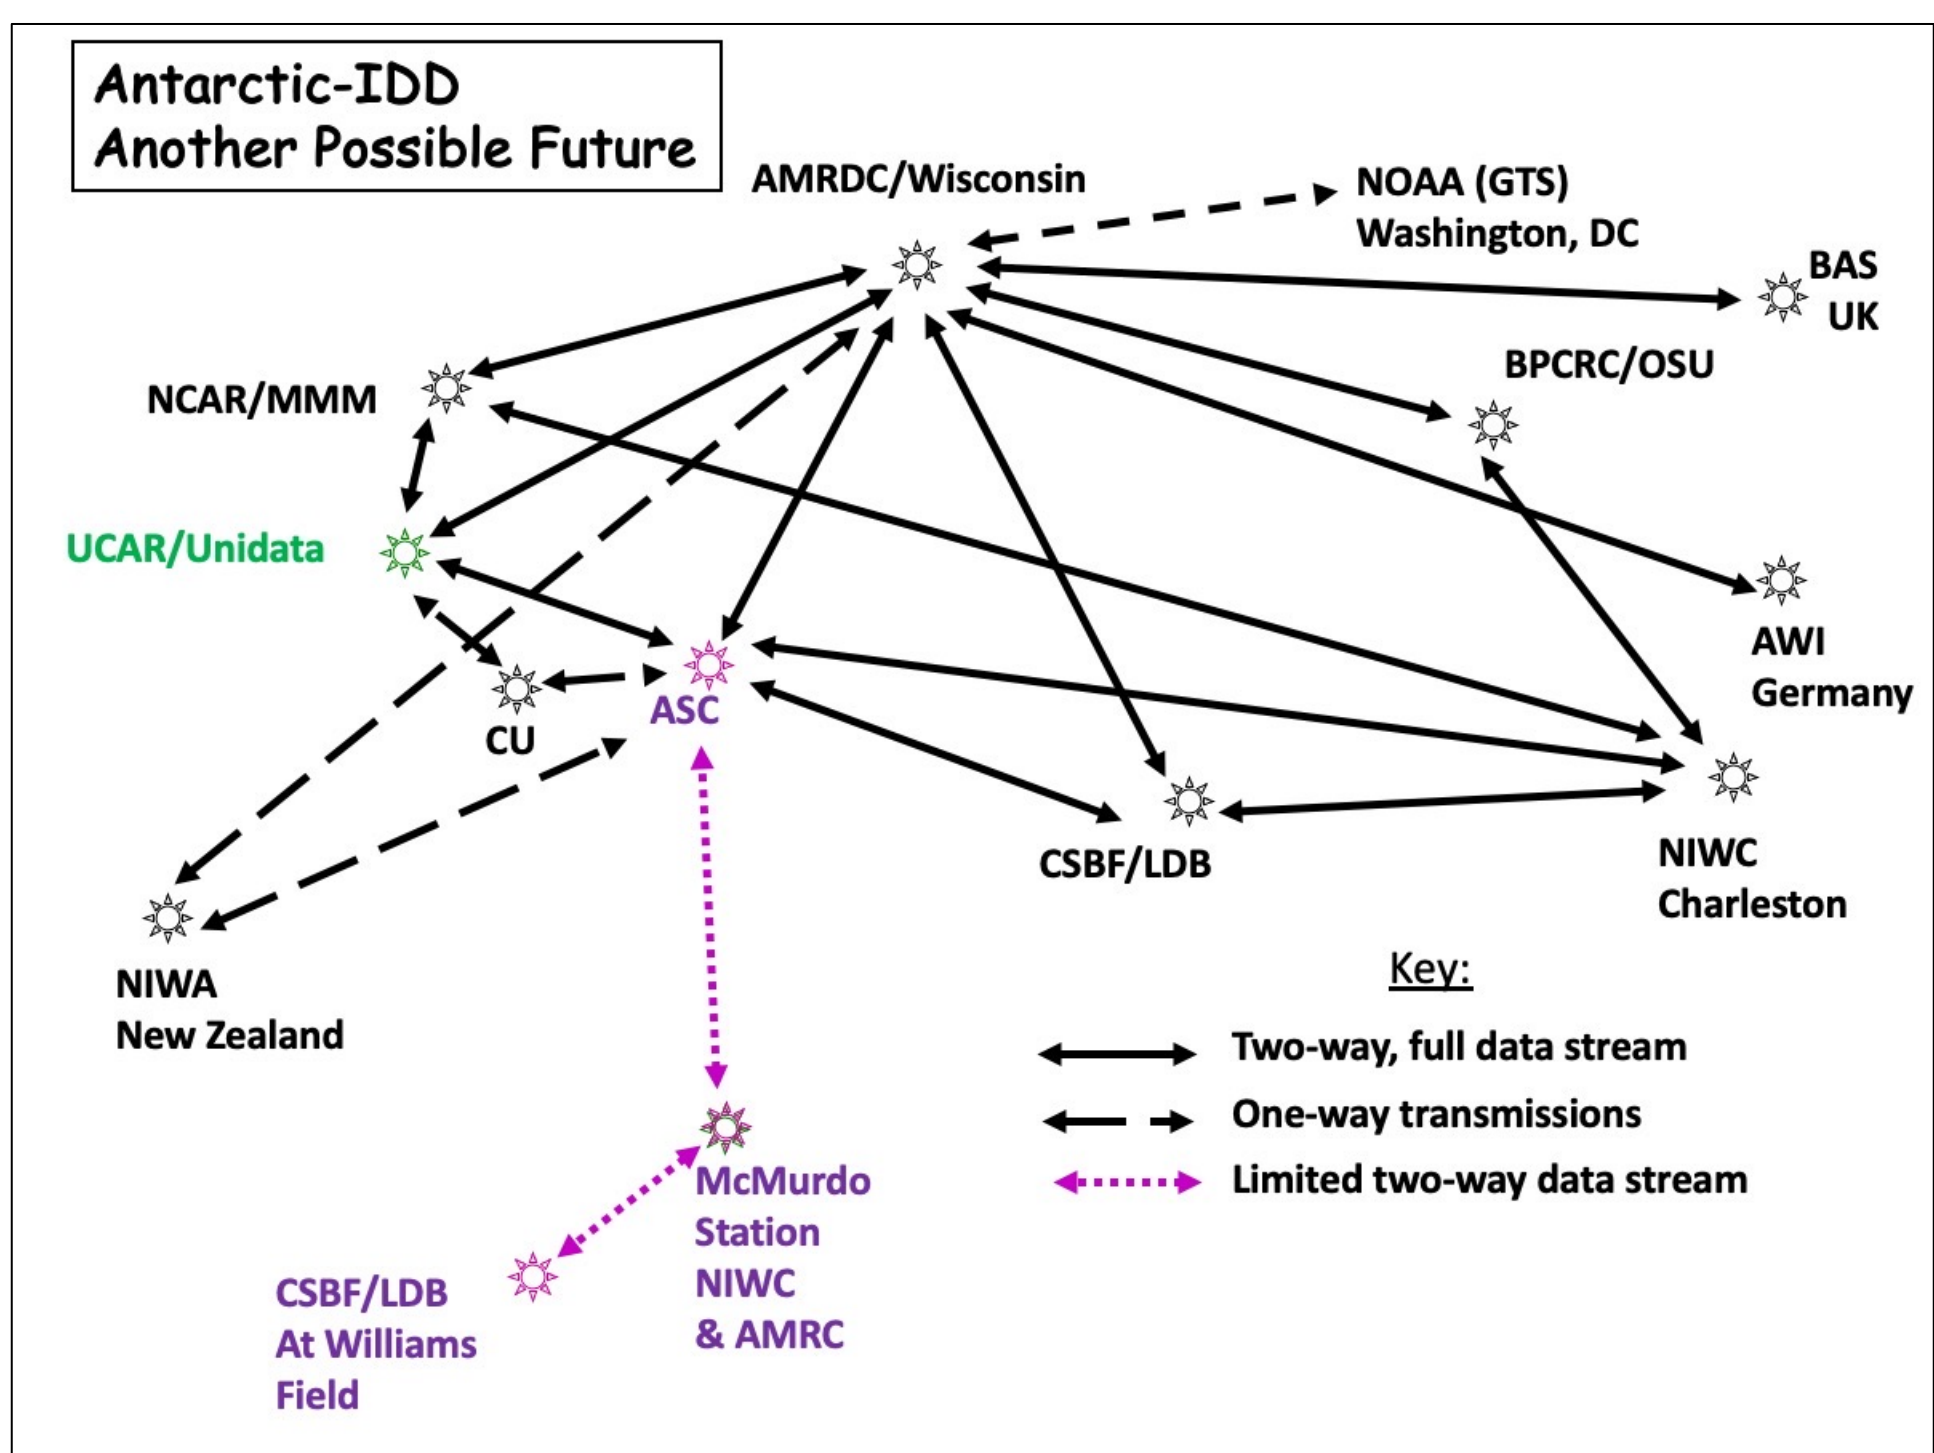 Antarctic-IDD
Another Possible Future
AMRDC/Wisconsin
NOAA (GTS)
Washington, DC
BAS
UK
BPCRC/OSU
NCAR/MMM
UCAR/Unidata
AWI
Germany
ASC
CU
CSBF/LDB
NIWC
Charleston
NIWA
New Zealand
Key:
Two-way, full data stream
One-way transmissions
Limited two-way data stream
McMurdo
Station
NIWC
& AMRC
CSBF/LDB
At Williams
Field